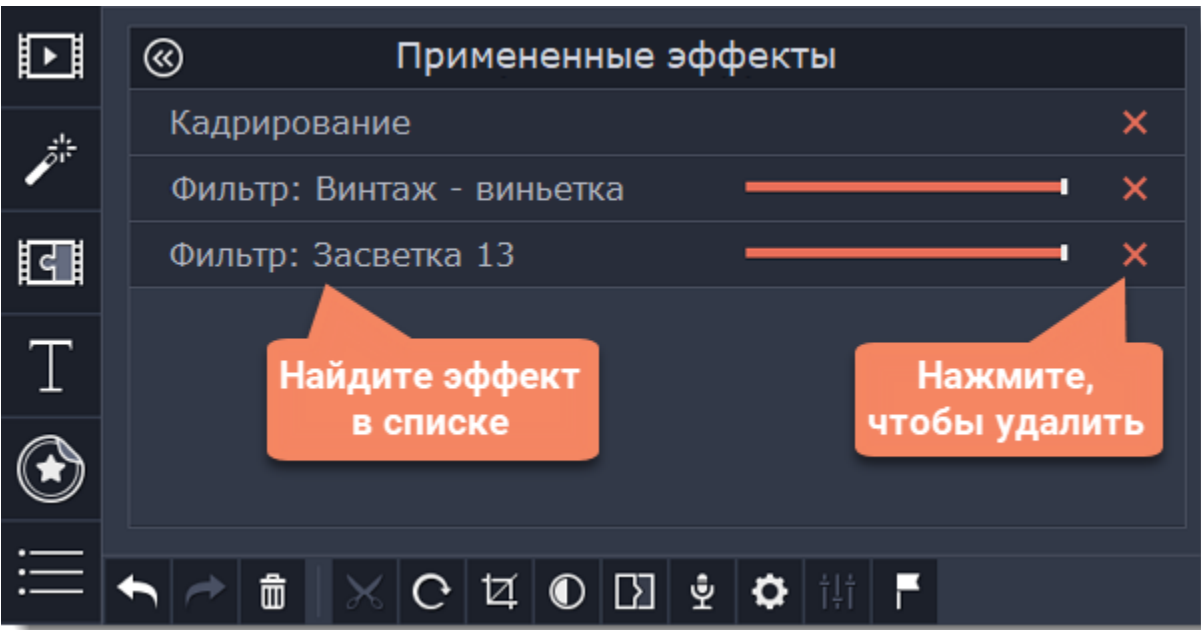 Примененные эффекты
Кадрирование
Фильтр: Винтаж - виньетка
Фильтр: Засветка 13
Найдите эффект
в списке
Нажмите,
чтобы удалить